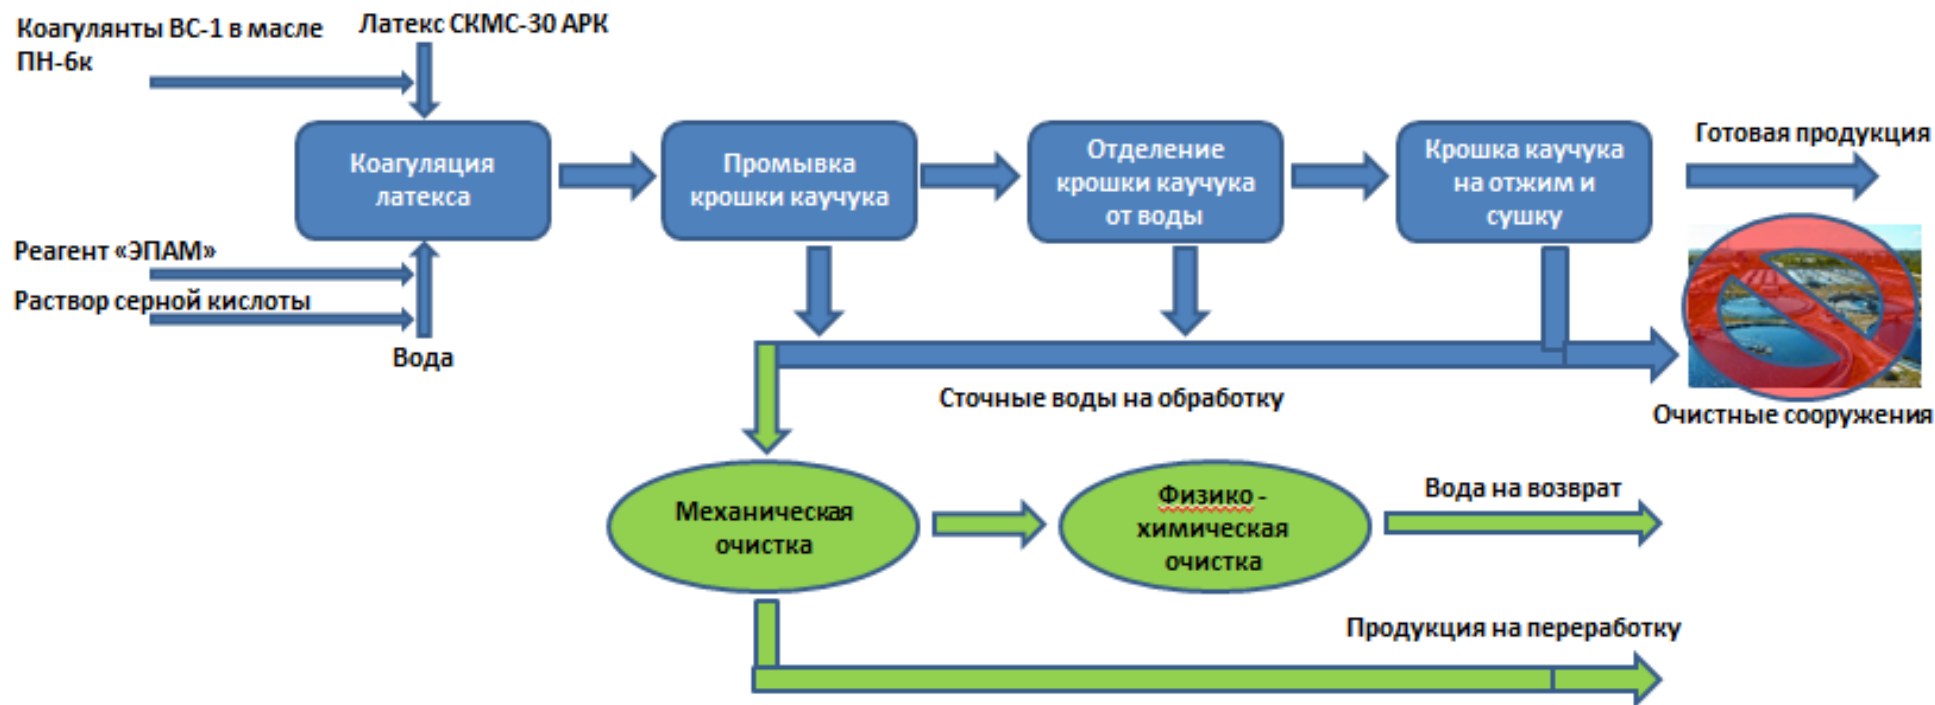 Коагулянты ВС-1 в масле
ПН-6к
Латекс СКМС-30 АРК
Коагуляция
латекса
Промывка
крошки каучука
Отделение
крошки каучука
от воды
Крошка каучука
на отжим и
сушку
Готовая продукция
Реагент «ЭПАМ»
Раствор серной кислоты
Вода
Сточные воды на обработку
Очистные сооружения
Механическая
очистка
Физико -
химическая
очистка
Вода на возврат
Продукция на переработку